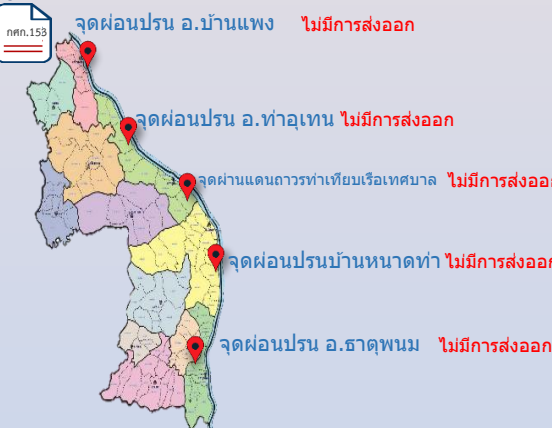 กศก.153
จุดผ่อนปรน อ.บ้านแพง ไม่มีการส่งออก
จุดผ่อนปรน อ.ท่าอุเทน ไม่มีการส่งออก
จุดผ่านแดนถาวรท่าเทียบเรือเทศบาล ไม่มีการส่งออก
จุดผ่อนปรนบ้านหนาดท่า ไม่มีการส่งออก
จุดผ่อนปรน อ.ธาตุพนม ไม่มีการส่งออก